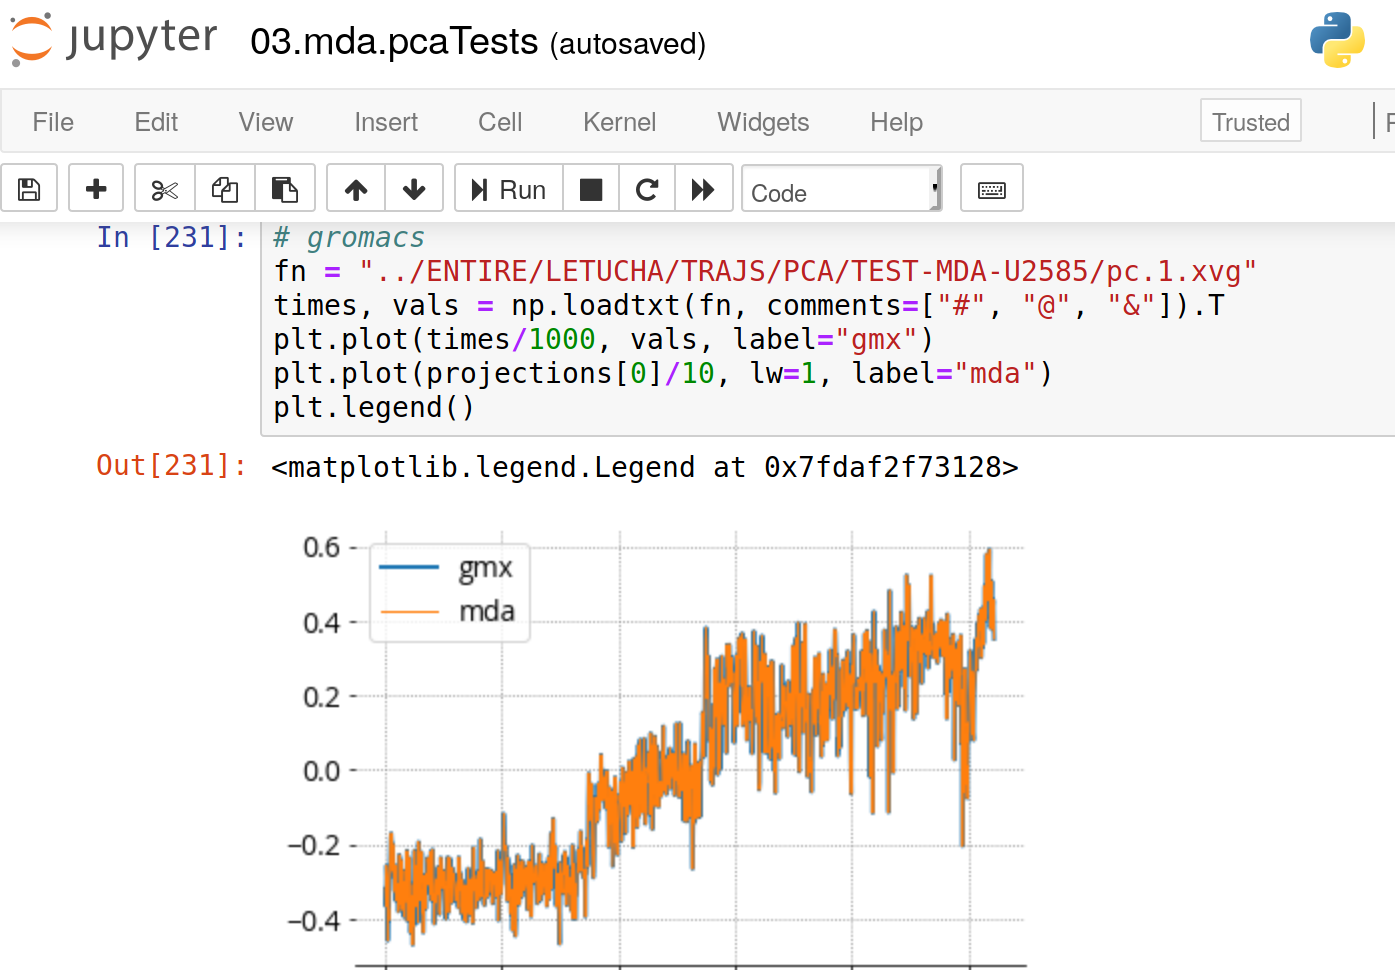 jupyter 03.mda.pcaTests (autosaved)
File Edit View Insert Cell Kernel Widgets Help Trusted
Run Code
In [231]: # gromacs
fn = "../ENTIRE/LETUCHA/TRAJS/PCA/TEST-MDA-U2585/pc.1.xvg"
times, vals = np.loadtxt(fn, comments=["#", "@", "&"]).T
plt.plot(times/1000, vals, label="gmx")
plt.plot(projections[0]/10, lw=1, label="mda")
plt.legend()
Out[231]: <matplotlib.legend.Legend at 0x7fdaf2f73128>
0.6
gmx
mda
0.4
0.2
0.0
−0.2
−0.4